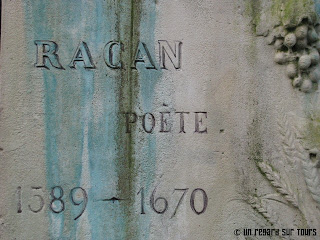 RACAN
POÈTE.
1589 - 1670
© un regard sur Tours